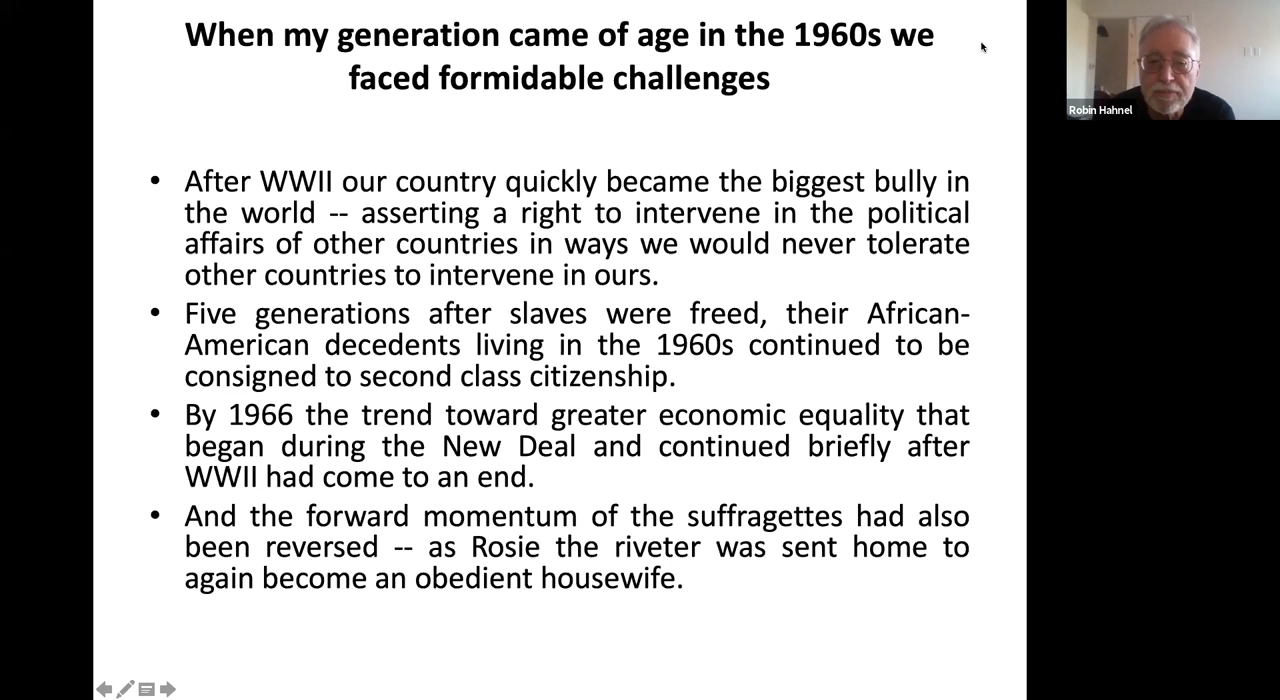 When my generation came of age in the 1960s we
faced formidable challenges
Robin Hahnel
• After WWII our country quickly became the biggest bully in
the world -- asserting a right to intervene in the political
affairs of other countries in ways we would never tolerate
other countries to intervene in ours.
• Five generations after slaves were freed, their African-
American decedents living in the 1960s continued to be
consigned to second class citizenship.
• By 1966 the trend toward greater economic equality that
began during the New Deal and continued briefly after
WWII had come to an end.
• And the forward momentum of the suffragettes had also
been reversed -- as Rosie the riveter was sent home to
again become an obedient housewife.